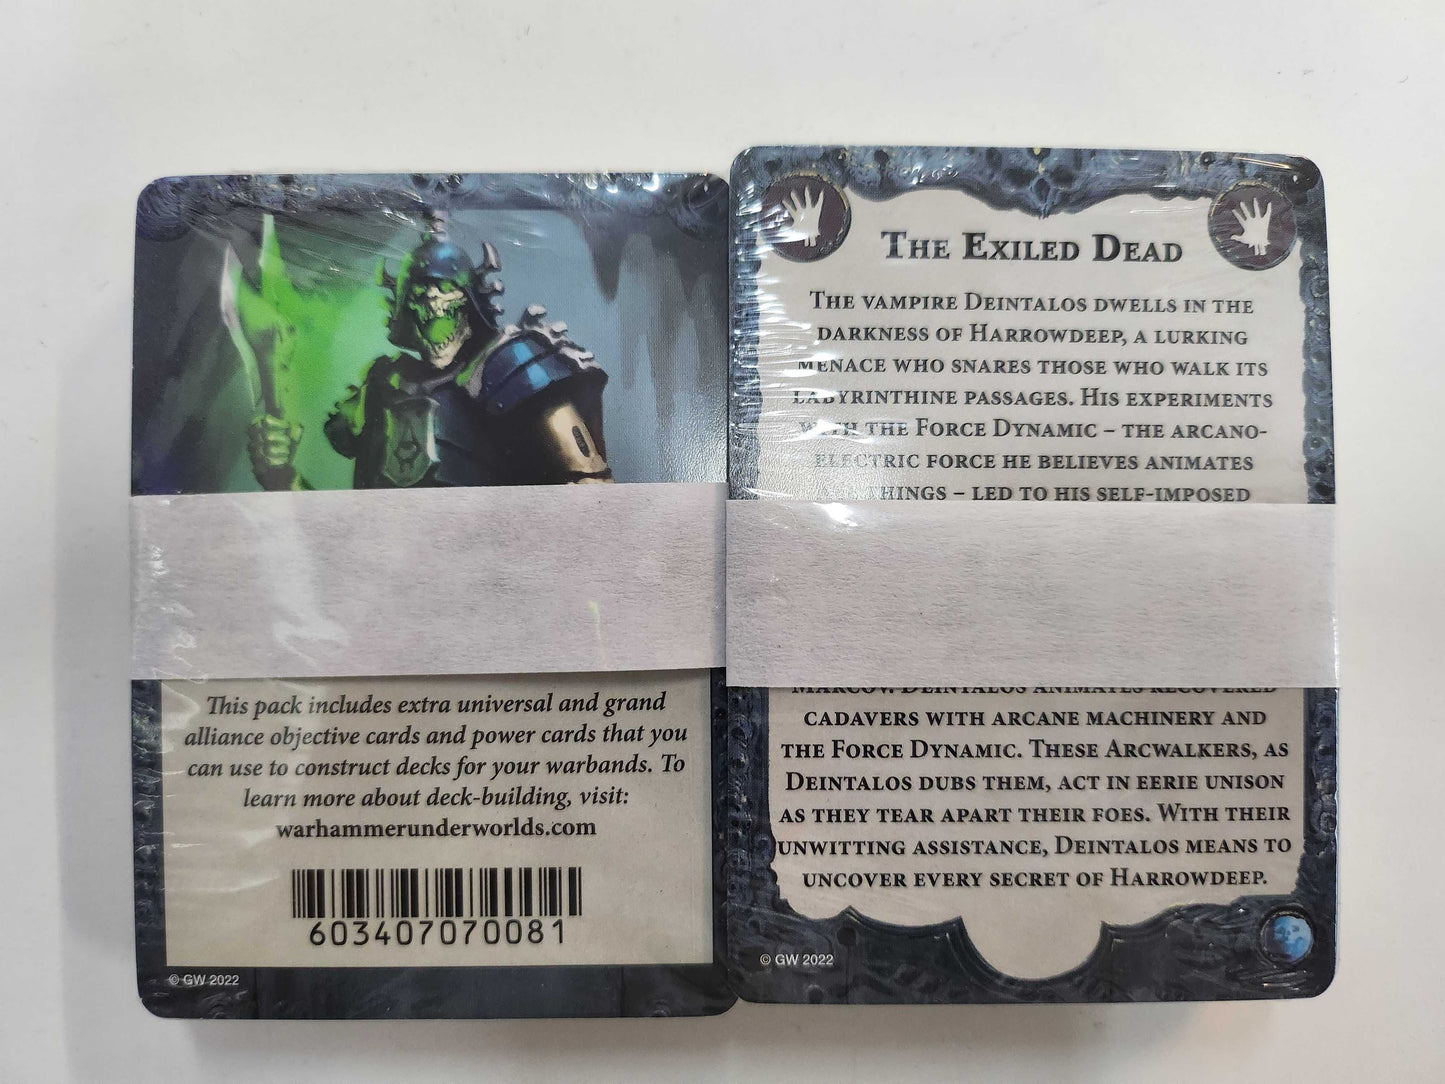 This pack includes extra universal and grand
alliance objective cards and power cards that you
can use to construct decks for your warbands. To
learn more about deck-building, visit:
warhammerunderworlds.com
603407070081
© GW 2022
THE EXILED DEAD
THE VAMPIRE DEINTALOS DWELLS IN THE
DARKNESS OF HARROWDEEP, A LURKING
MENACE WHO SNARES THOSE WHO WALK ITS
LABYRINTHINE PASSAGES. HIS EXPERIMENTS
WITH THE FORCE DYNAMIC – THE ARCANO-
ELECTRIC FORCE HE BELIEVES ANIMATES
THINGS – LED TO HIS SELF-IMPOSED
MARCOV. DEINTALOS ANIMATES RECOVERED
CADAVERS WITH ARCANE MACHINERY AND
THE FORCE DYNAMIC. THESE ARCWALKERS, AS
DEINTALOS DUBS THEM, ACT IN EERIE UNISON
AS THEY TEAR APART THEIR FOES. WITH THEIR
UNWITTING ASSISTANCE, DEINTALOS MEANS TO
UNCOVER EVERY SECRET OF HARROWDEEP.
© GW 2022